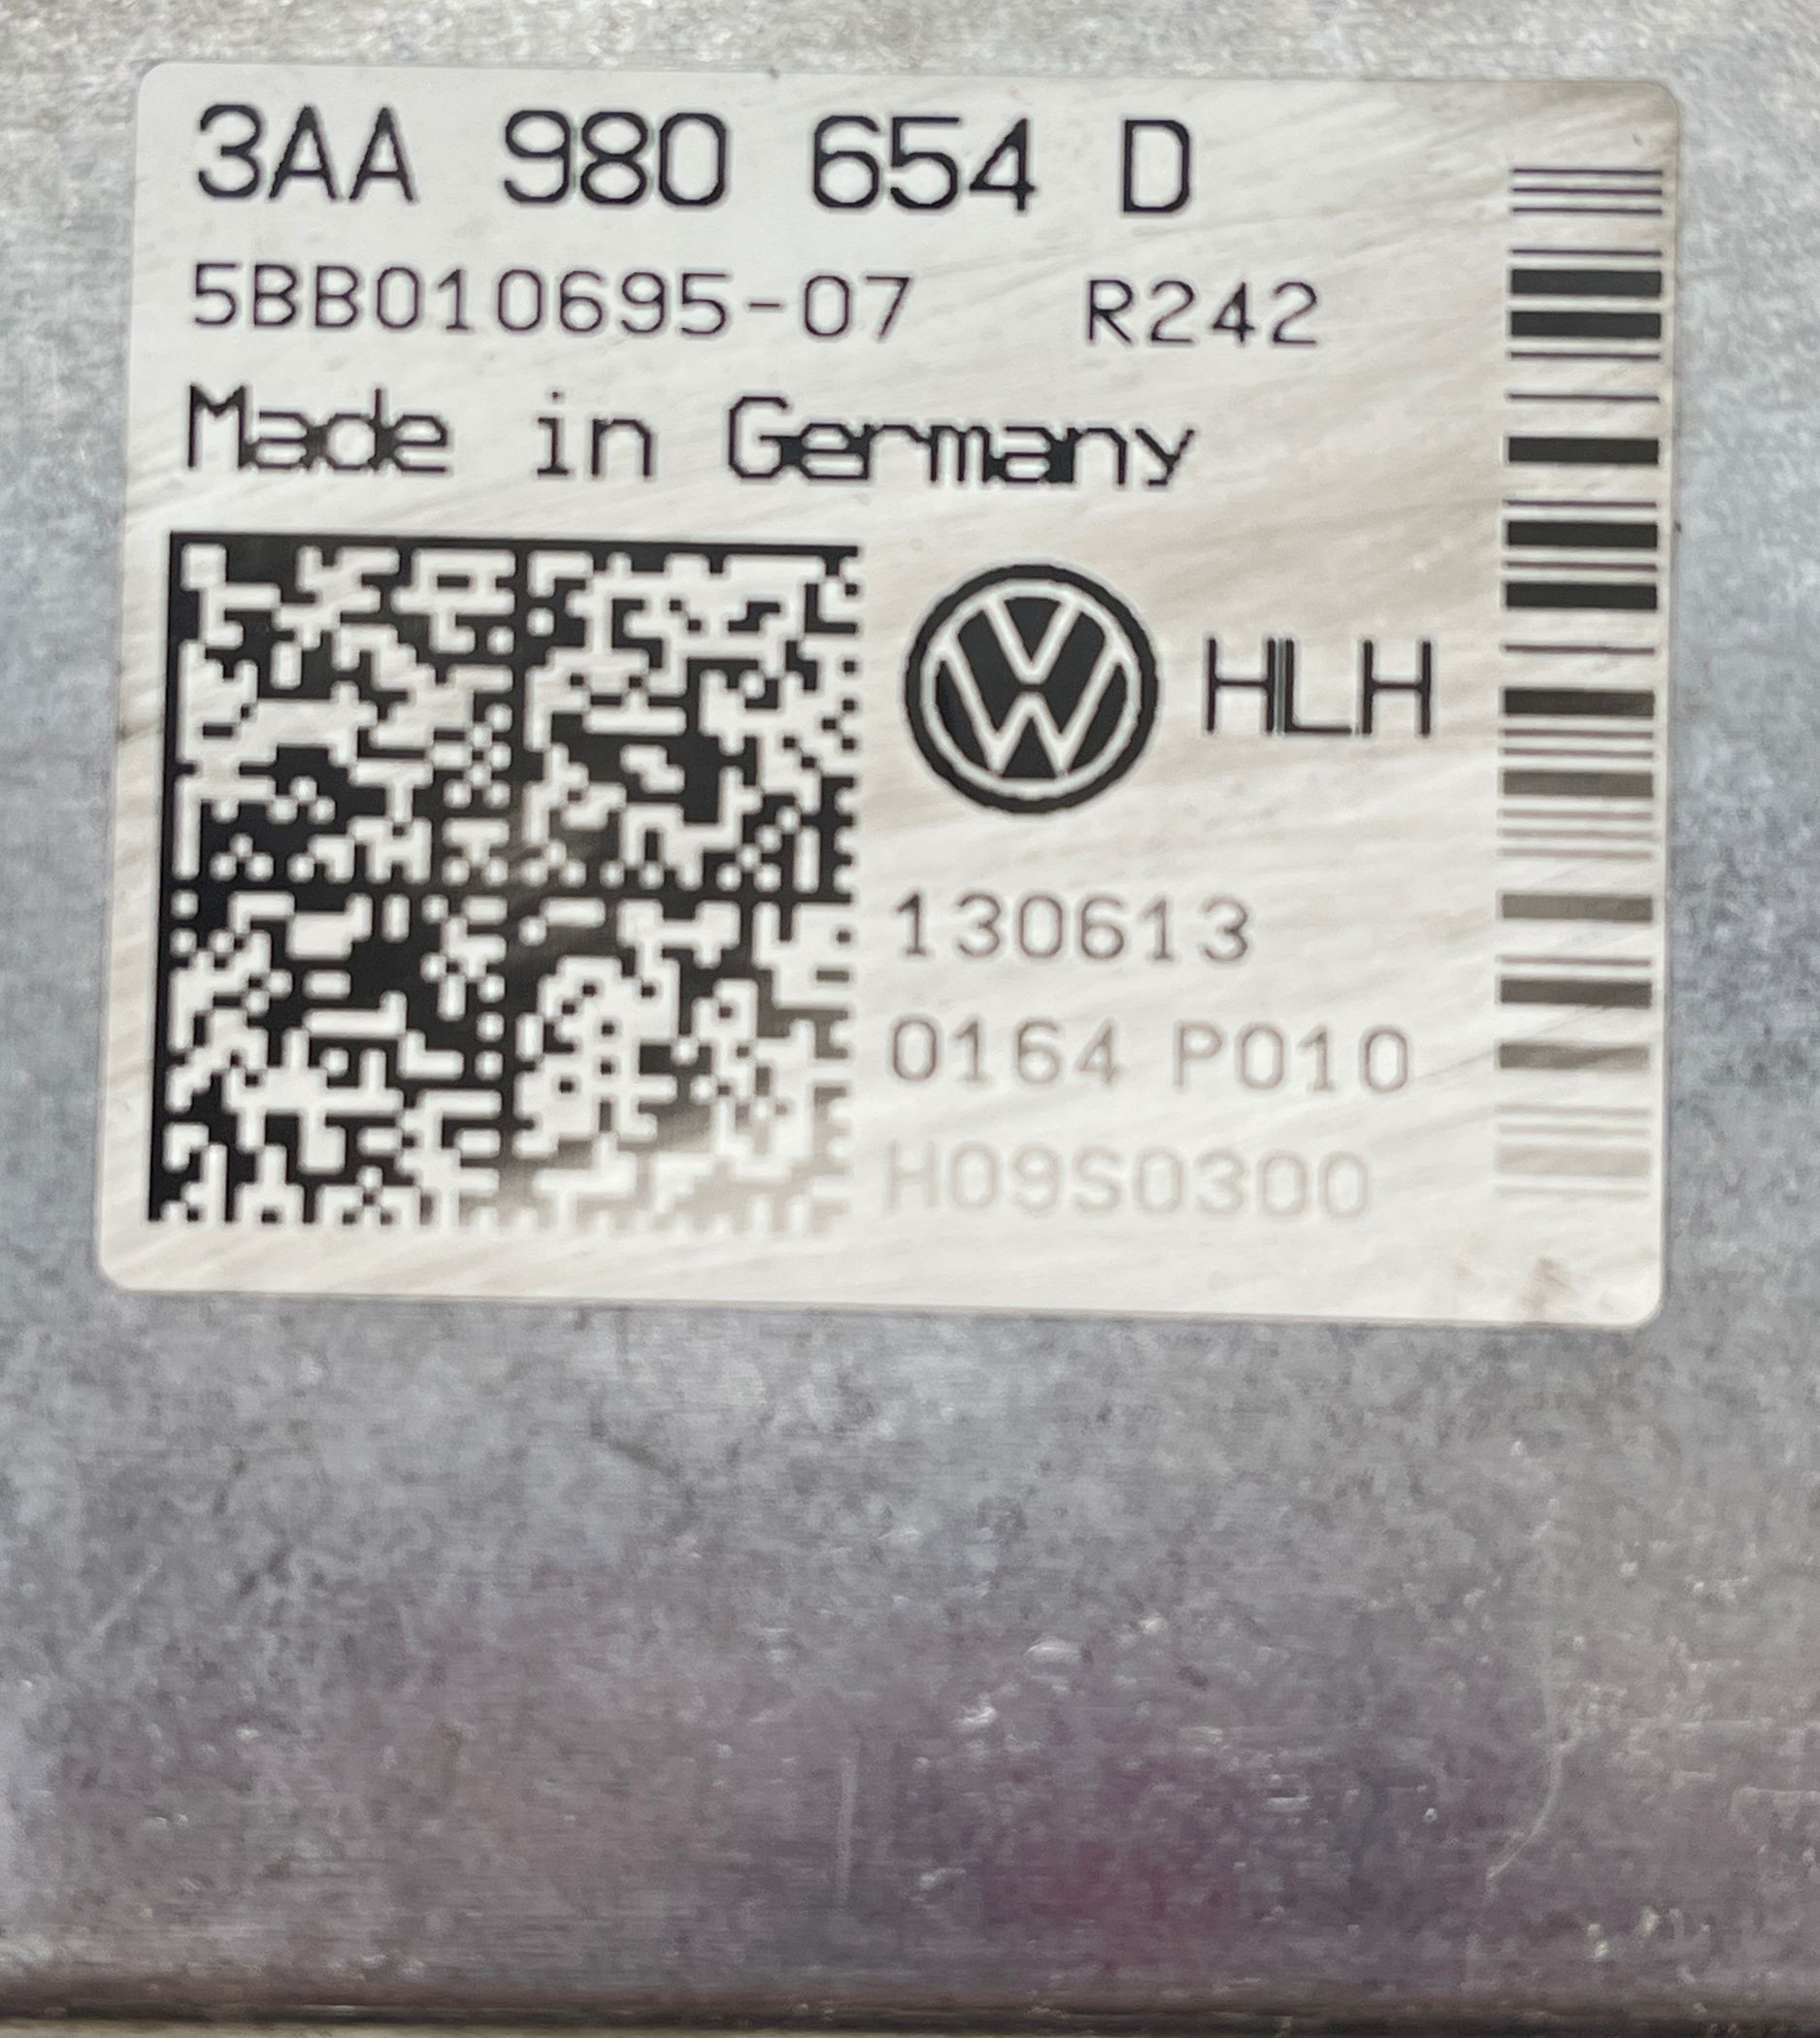 3AA 980 654 D
5BB010695-07 R242
Made in Germany
HLH
130613
0164 P010
H09S0300